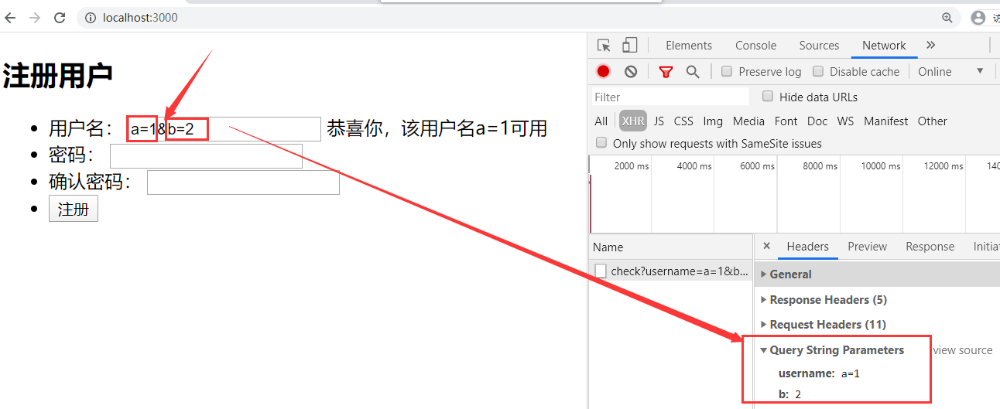 localhost:3000
访
注册用户
用户名： a=1&b=2 恭喜你，该用户名a=1可用
密码：
确认密码：
注册
Elements Console Sources Network »
Preserve log Disable cache Online ▼
Filter Hide data URLs
All XHR JS CSS Img Media Font Doc WS Manifest Other
Only show requests with SameSite issues
2000 ms 4000 ms 6000 ms 8000 ms 10000 ms 12000 ms 140
Name × Headers Preview Response Initia
check?username=a=1&b...
General
Response Headers (5)
Request Headers (11)
Query String Parameters view source
username: a=1
b: 2